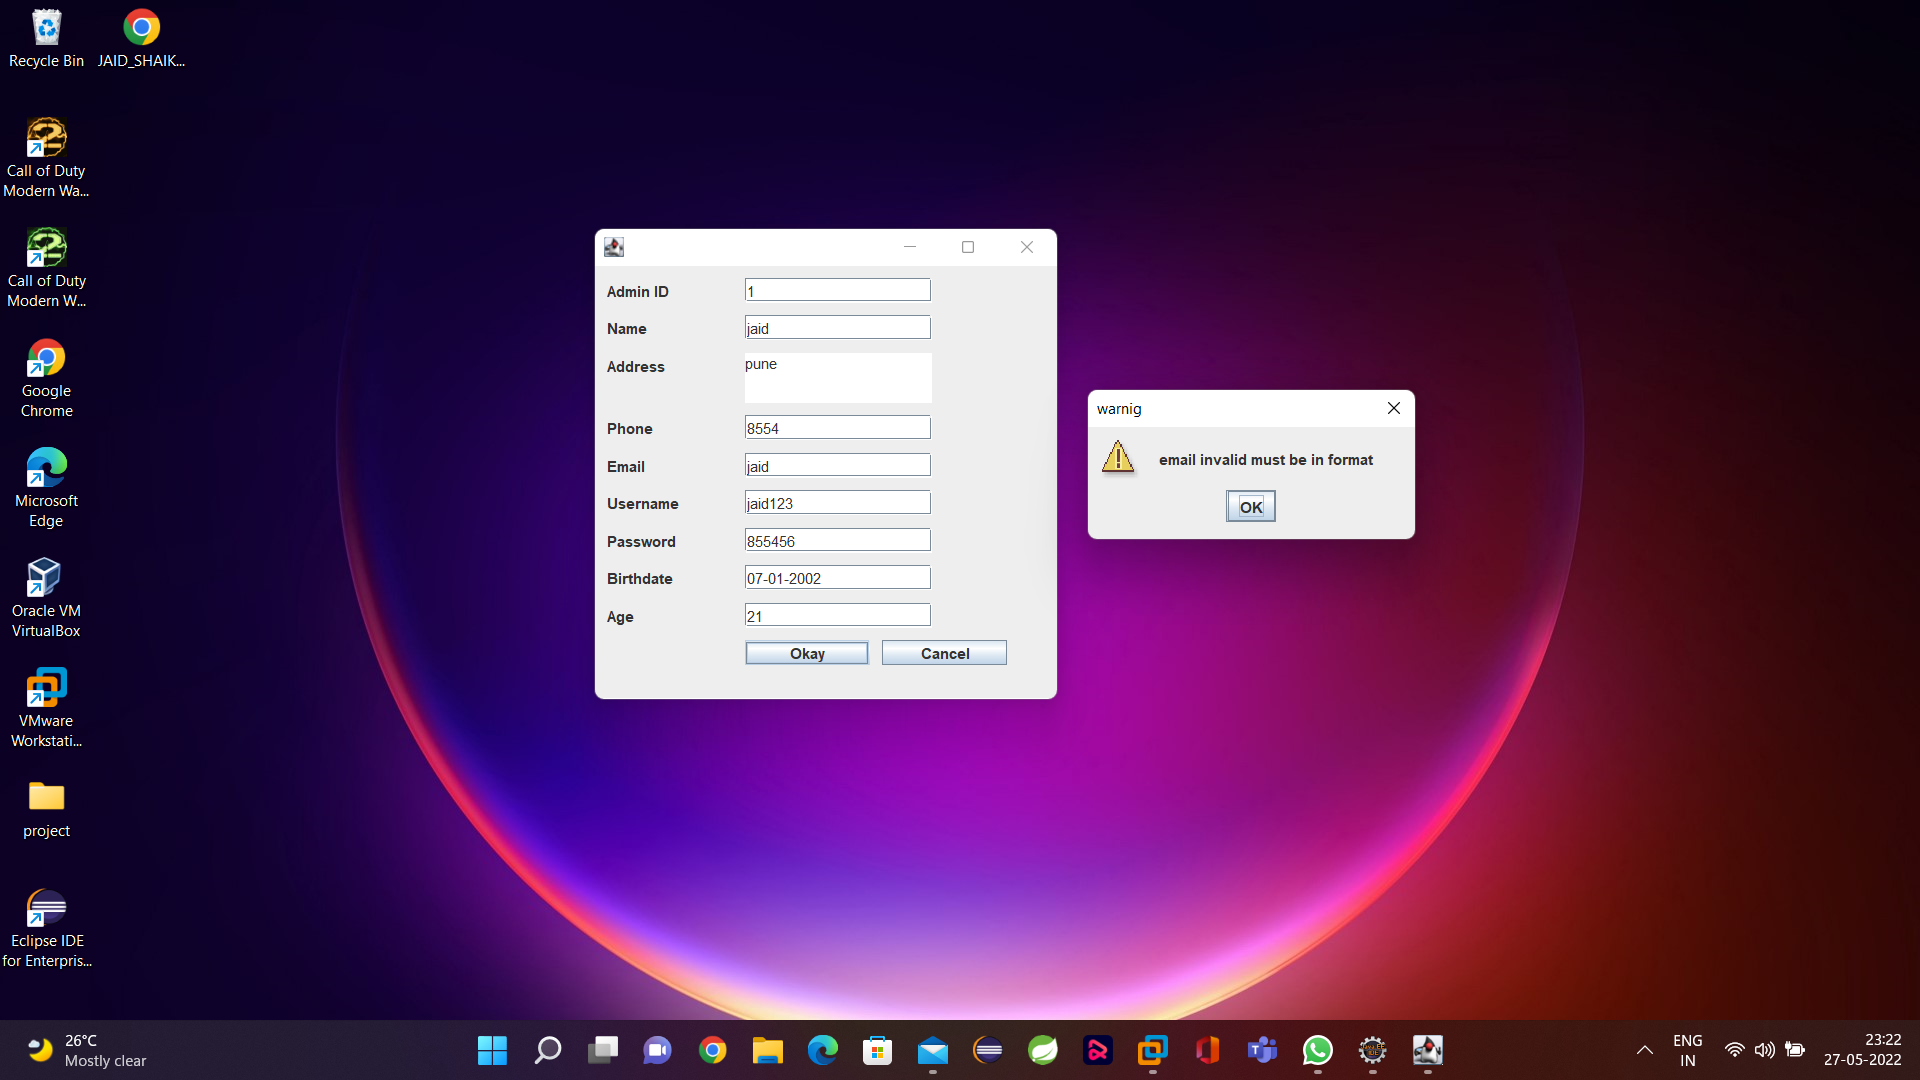 Recycle Bin
JAID_SHAIK...
Call of Duty
Modern Wa...
Call of Duty
Modern W...
Google
Chrome
Microsoft
Edge
Oracle VM
VirtualBox
VMware
Workstati...
project
Eclipse IDE
for Enterpris...
Admin ID 1
Name jaid
Address pune
Phone 8554
Email jaid
Username jaid123
Password 855456
Birthdate 07-01-2002
Age 21
Okay Cancel
warnig
email invalid must be in format
OK
26°C
Mostly clear
ENG
IN
23:22
27-05-2022